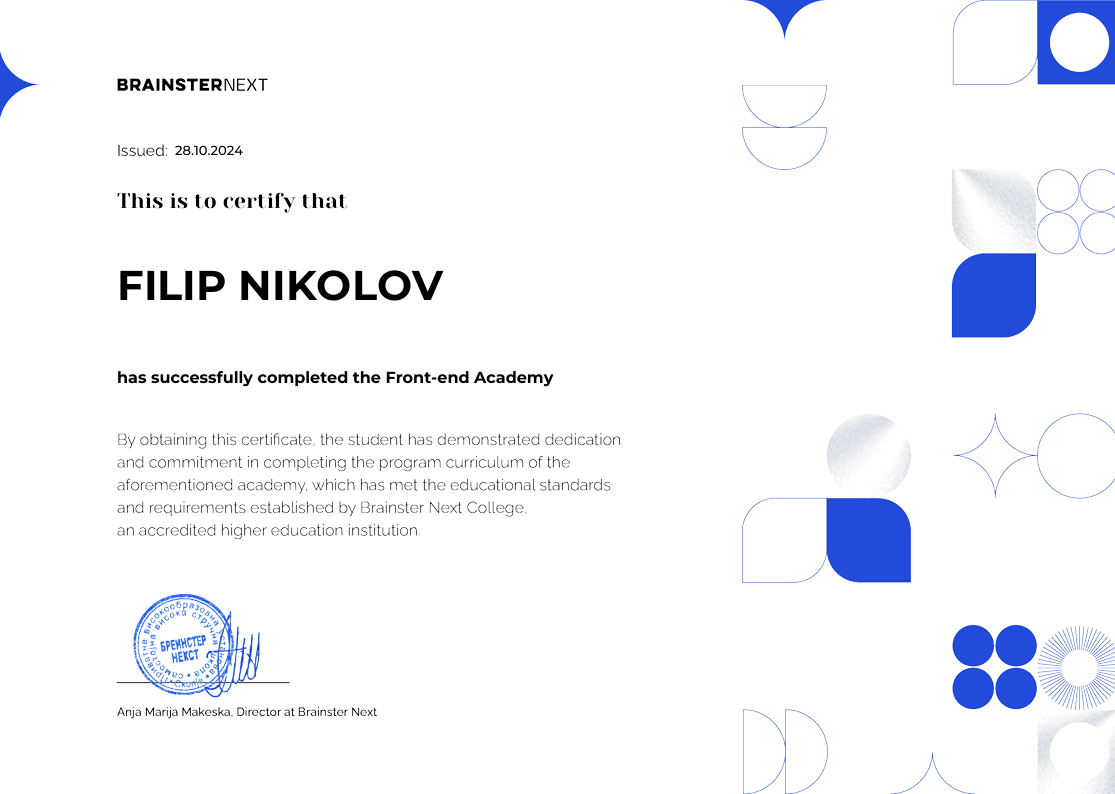 BRAINSTERNEXT
Issued: 28.10.2024
This is to certify that
FILIP NIKOLOV
has successfully completed the Front-end Academy
By obtaining this certificate, the student has demonstrated dedication
and commitment in completing the program curriculum of the
aforementioned academy, which has met the educational standards
and requirements established by Brainster Next College,
an accredited higher education institution.
Приватна високообразовна установа
самостојна висока стручна школа
БРЕИНСТЕР
НЕКСТ
Скопје
Anja Marija Makeska, Director at Brainster Next